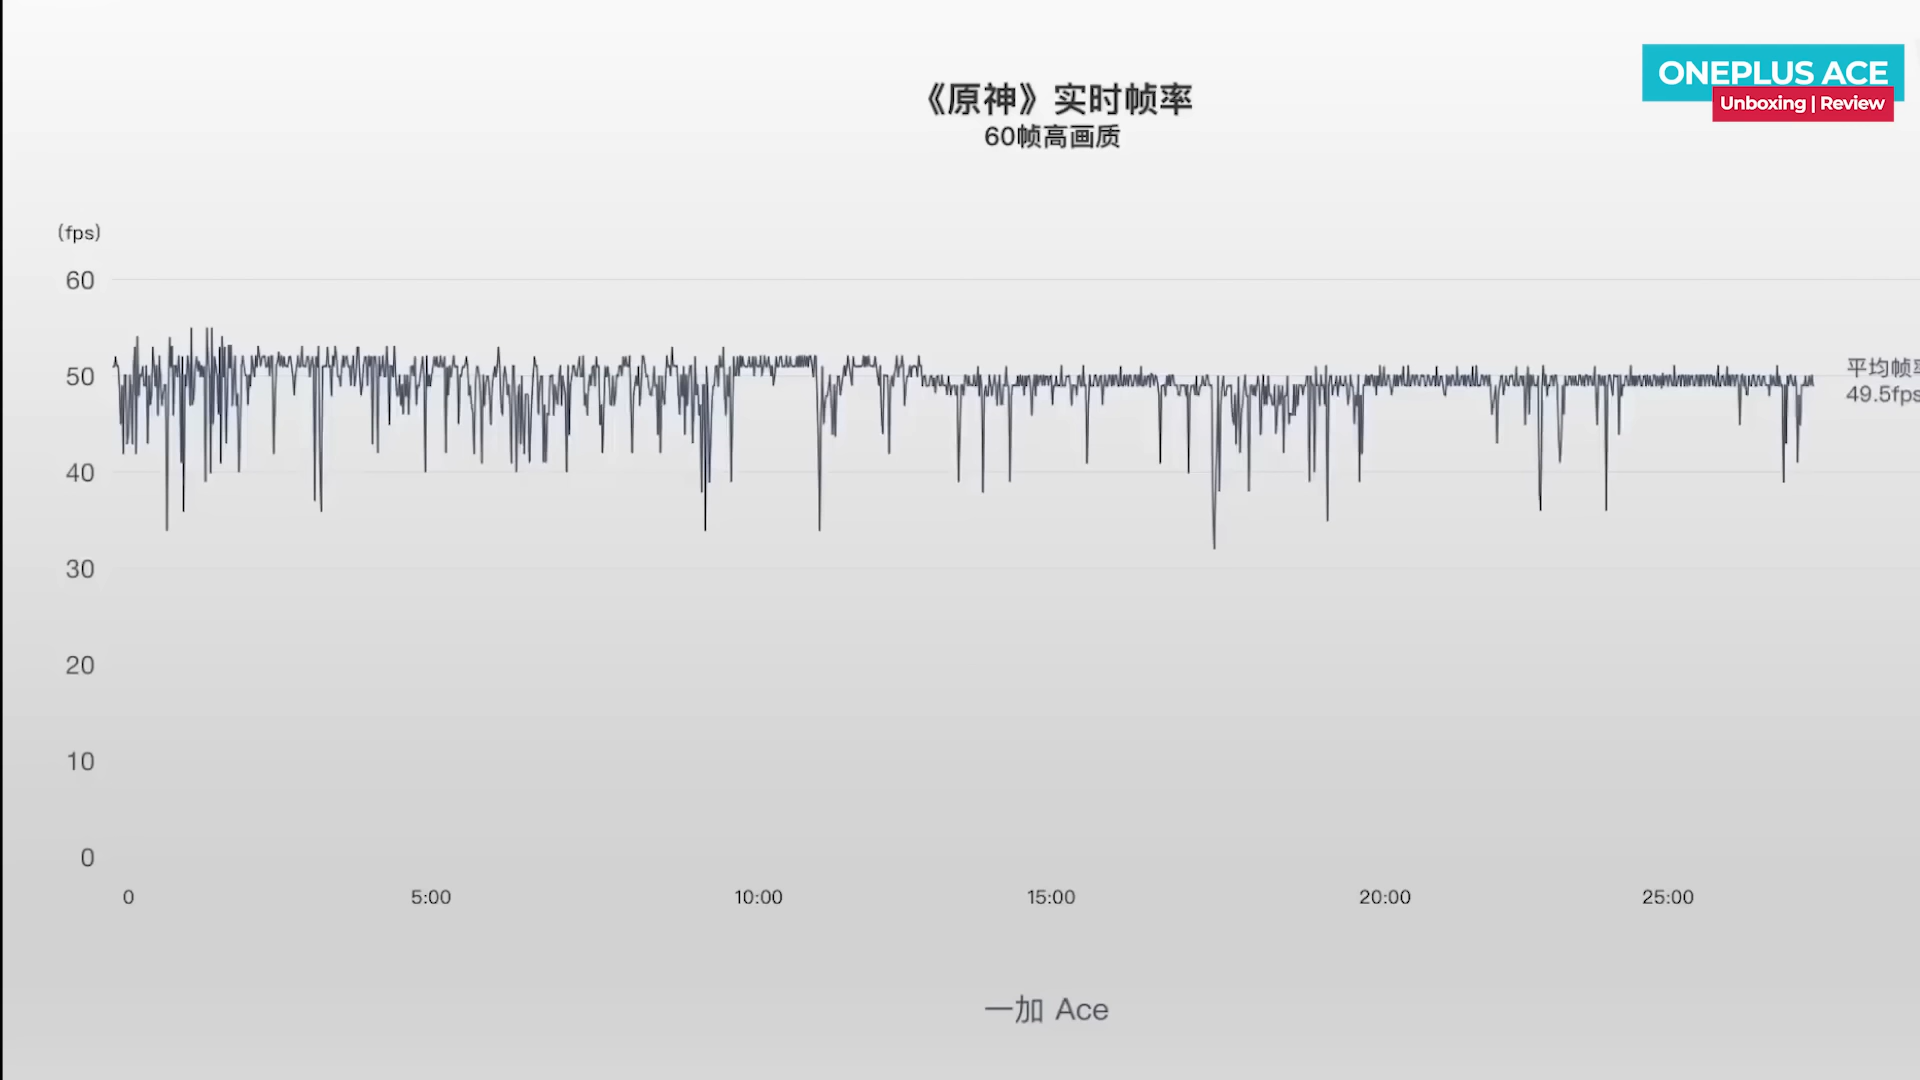 ONEPLUS ACE
Unboxing | Review
《原神》实时帧率
60帧高画质
(fps)
60
50
40
30
20
10
0
平均帧率
49.5fps
0 5:00 10:00 15:00 20:00 25:00
一加 Ace